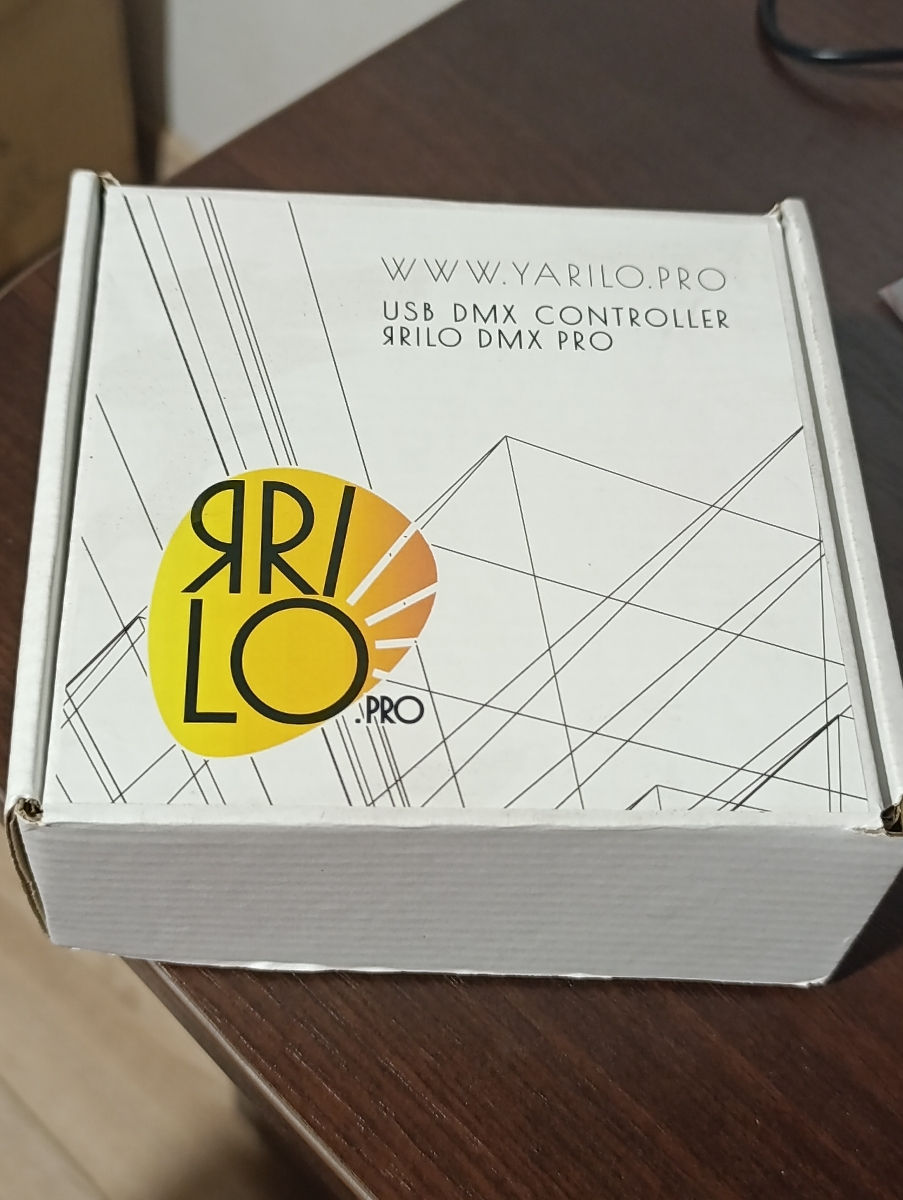 WWW.YARILO.PRO
USB DMX CONTROLLER
ЯRILO DMX PRO
ЯRI
LO
.PRO